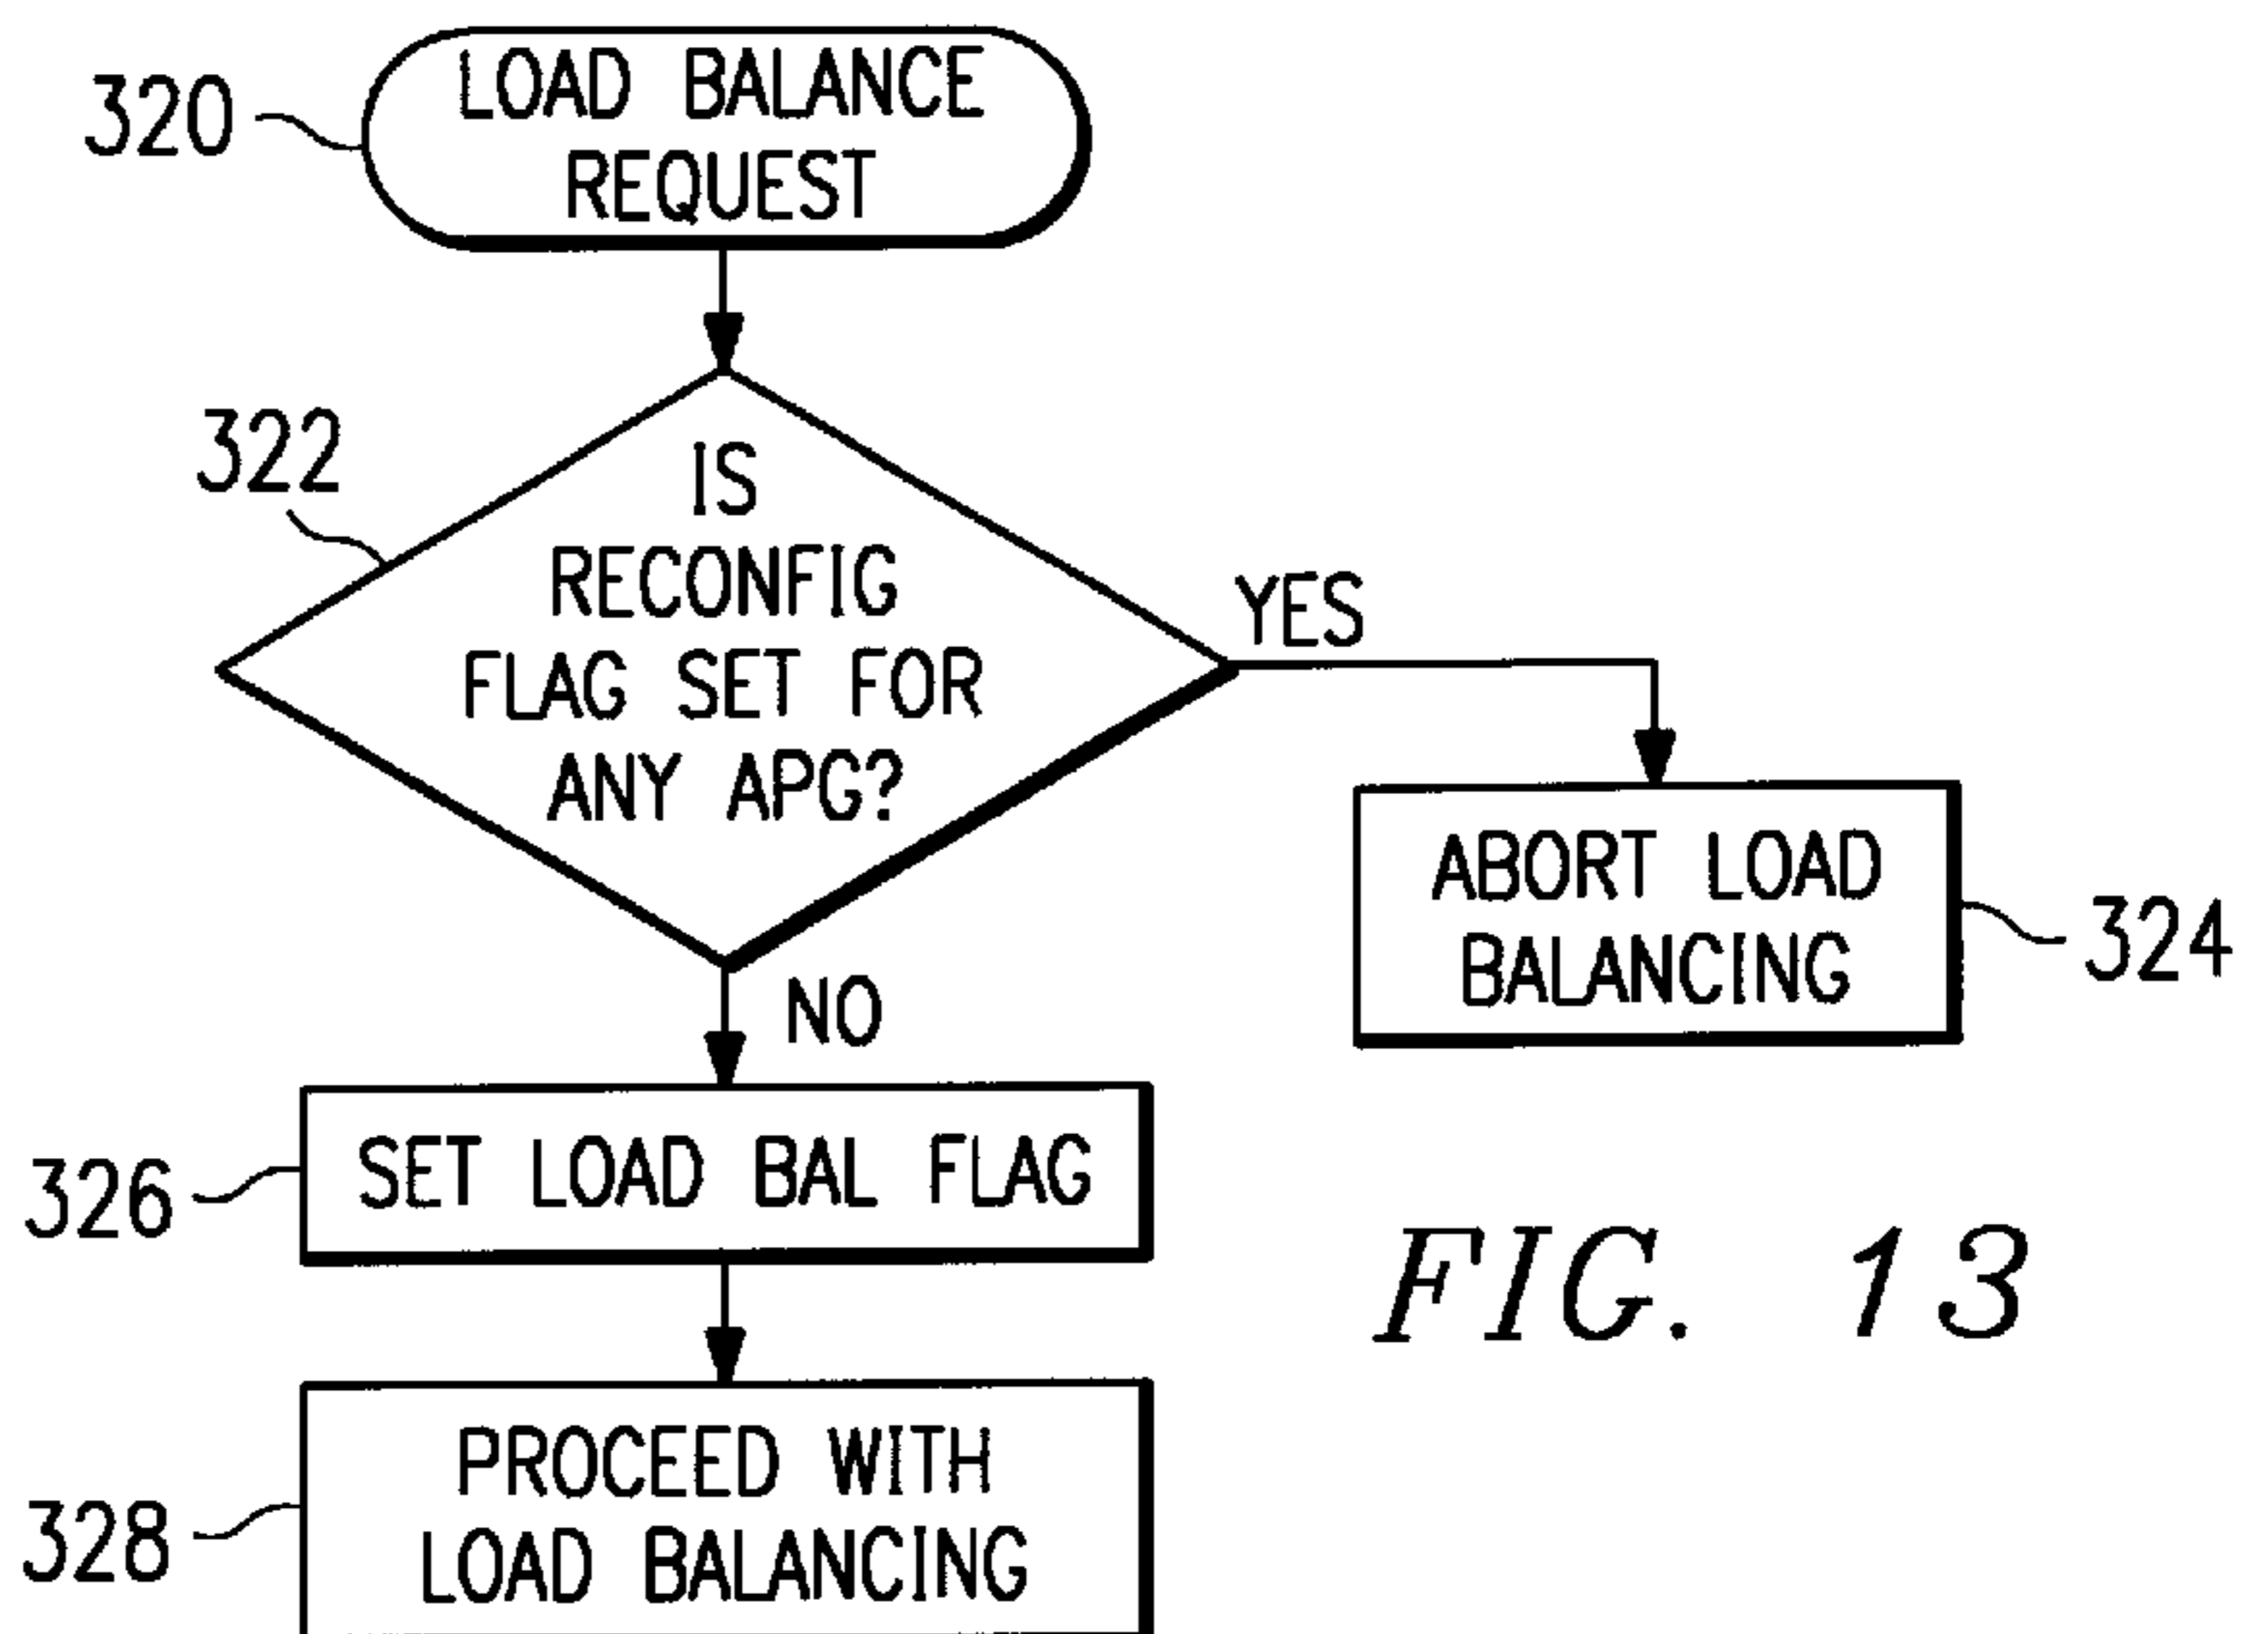 320
LOAD BALANCE
REQUEST
322
IS
RECONFIG
FLAG SET FOR
ANY APG?
YES
ABORT LOAD
BALANCING
324
NO
326
SET LOAD BAL FLAG
FIG. 13
328
PROCEED WITH
LOAD BALANCING